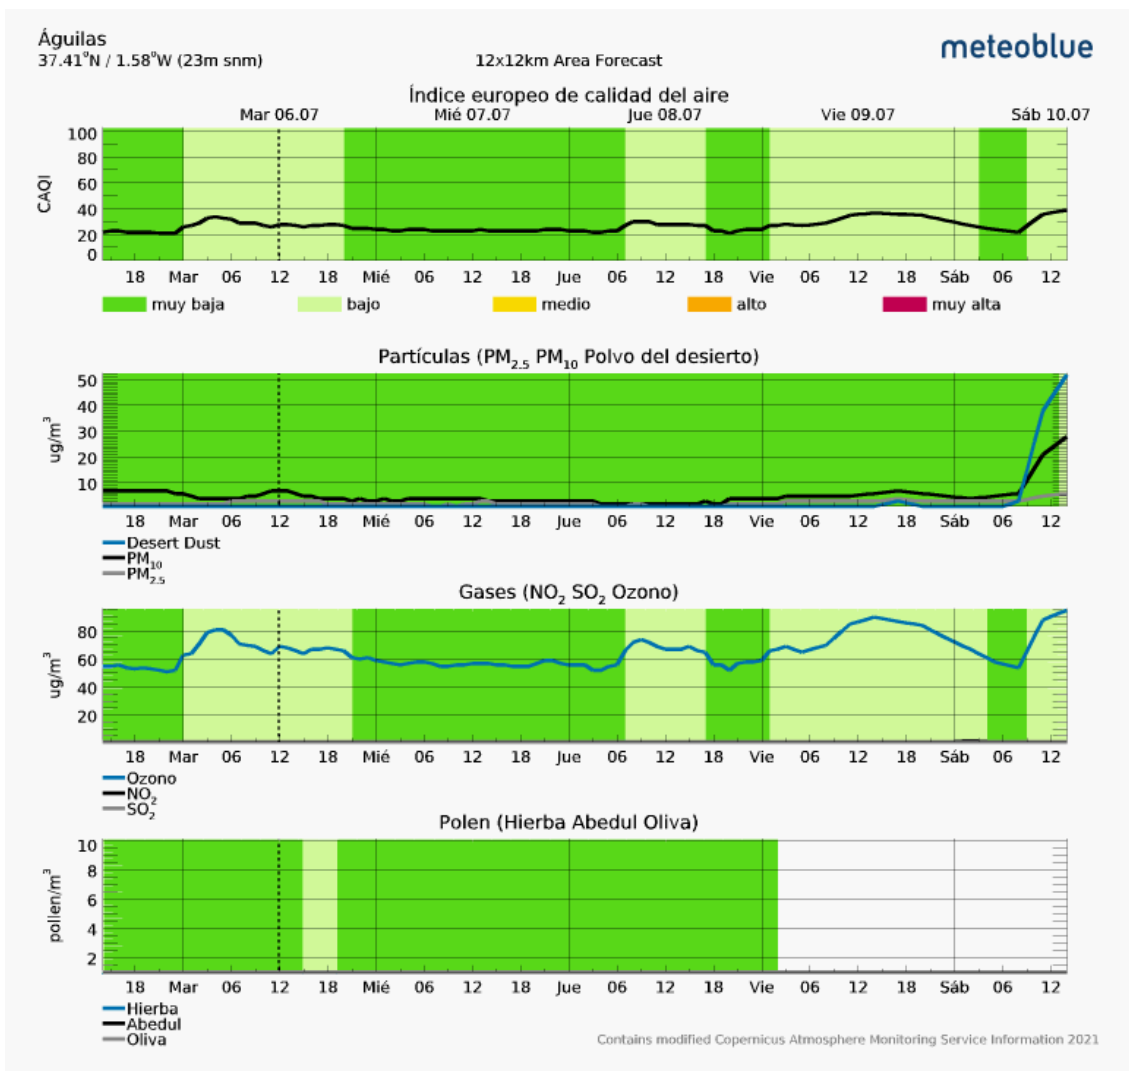 Águilas
37.41°N / 1.58°W (23m snm)
12x12km Area Forecast
meteoblue
Índice europeo de calidad del aire
Mar 06.07 Mié 07.07 Jue 08.07 Vie 09.07 Sáb 10.07
CAQI
100
80
60
40
20
0
18 Mar 06 12 18 Mié 06 12 18 Jue 06 12 18 Vie 06 12 18 Sáb 06 12
muy baja bajo medio alto muy alta
Partículas (PM2.5 PM10 Polvo del desierto)
ug/m³
50
40
30
20
10
18 Mar 06 12 18 Mié 06 12 18 Jue 06 12 18 Vie 06 12 18 Sáb 06 12
Desert Dust
PM10
PM2.5
Gases (NO2 SO2 Ozono)
ug/m³
80
60
40
20
18 Mar 06 12 18 Mié 06 12 18 Jue 06 12 18 Vie 06 12 18 Sáb 06 12
Ozono
NO2
SO2
Polen (Hierba Abedul Oliva)
pollen/m³
10
8
6
4
2
18 Mar 06 12 18 Mié 06 12 18 Jue 06 12 18 Vie 06 12 18 Sáb 06 12
Hierba
Abedul
Oliva
Contains modified Copernicus Atmosphere Monitoring Service Information 2021